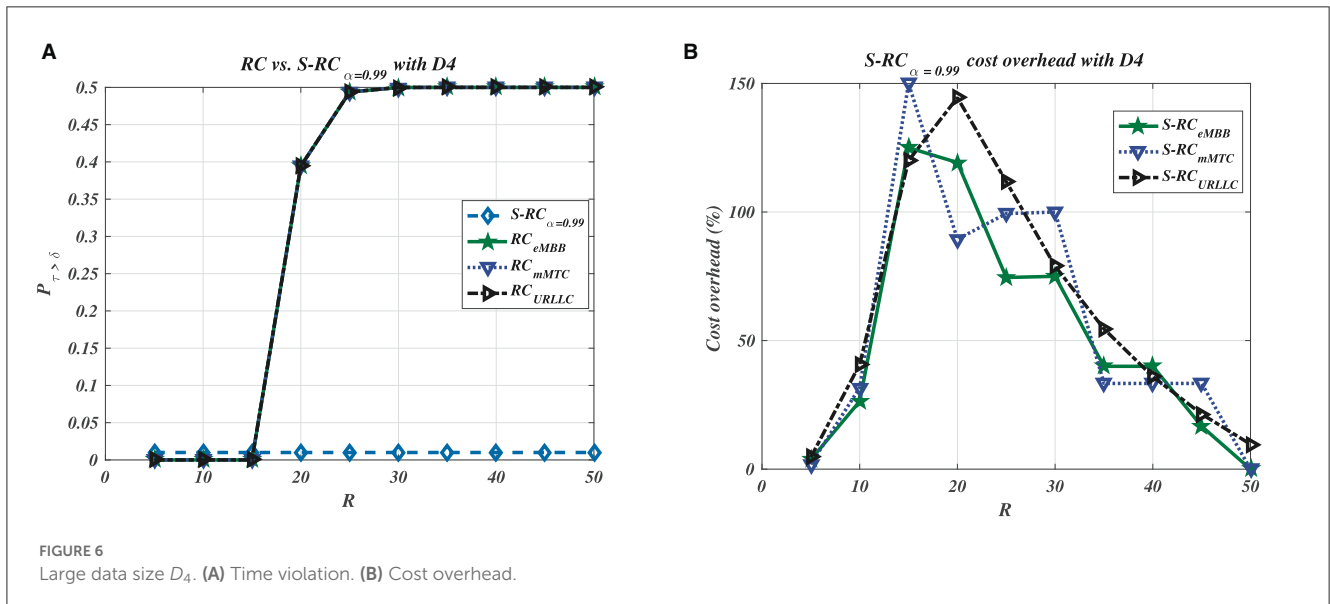 A
RC vs. S-RC α=0.99 with D4
0.5
0.45
0.4
0.35
0.3
0.25
0.2
0.15
0.1
0.05
0
P τ > δ
0 10 20 30 40 50
R
S-RC α=0.99
RC eMBB
RC mMTC
RC URLLC
B
S-RC α = 0.99 cost overhead with D4
150
100
50
0
Cost overhead (%)
0 10 20 30 40 50
R
S-RC eMBB
S-RC mMTC
S-RC URLLC
FIGURE 6
Large data size D4. (A) Time violation. (B) Cost overhead.